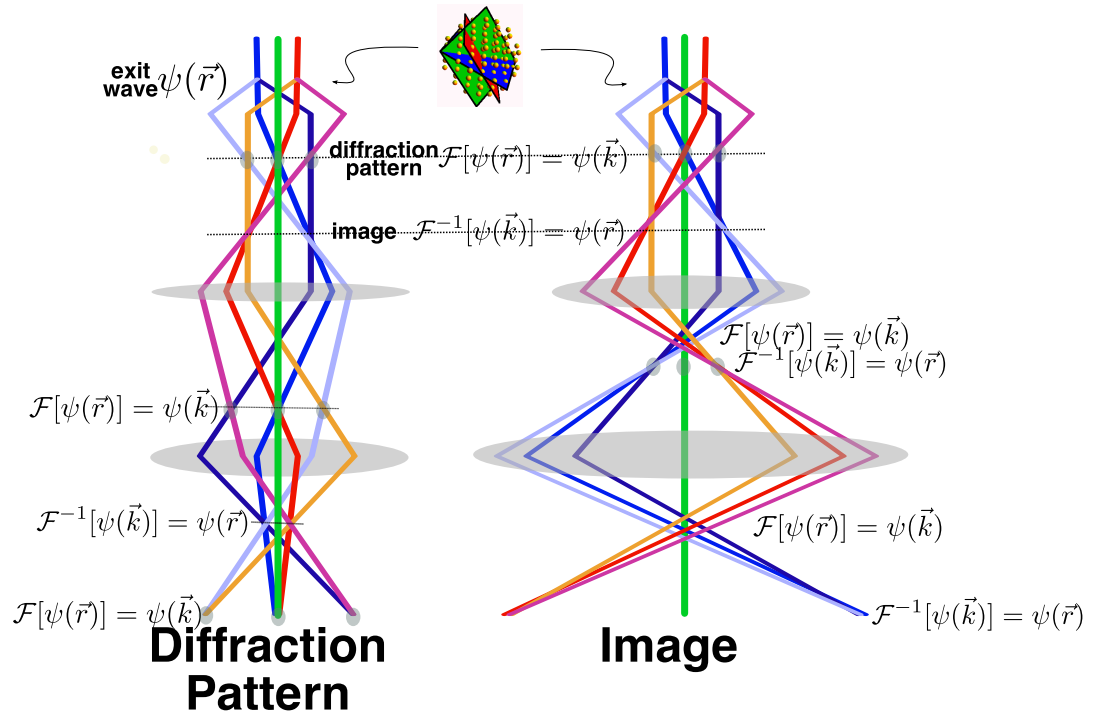 exit
wave ψ(r⃗)
diffraction
pattern ℱ[ψ(r⃗)] = ψ(k⃗)
image ℱ⁻¹[ψ(k⃗)] = ψ(r⃗)
ℱ[ψ(r⃗)] = ψ(k⃗)
ℱ⁻¹[ψ(k⃗)] = ψ(r⃗)
ℱ[ψ(r⃗)] = ψ(k⃗)
ℱ⁻¹[ψ(k⃗)] = ψ(r⃗)
ℱ[ψ(r⃗)] = ψ(k⃗)
ℱ[ψ(r⃗)] = ψ(k⃗)
ℱ⁻¹[ψ(k⃗)] = ψ(r⃗)
Diffraction
Pattern
Image